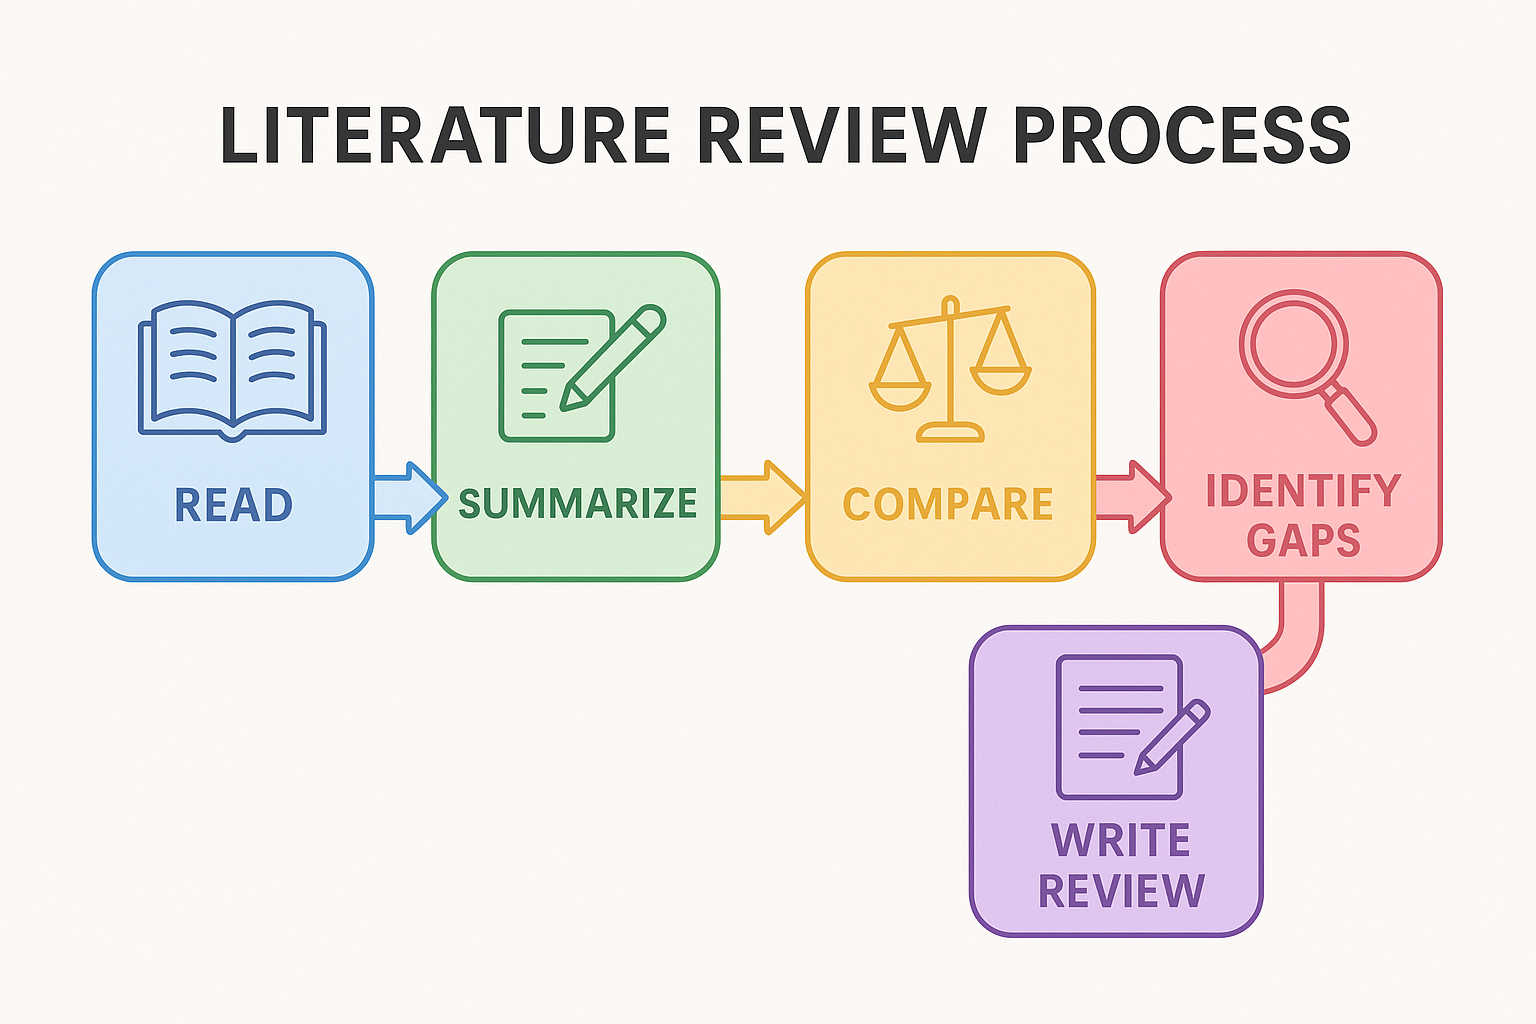 LITERATURE REVIEW PROCESS
READ
SUMMARIZE
COMPARE
IDENTIFY
GAPS
WRITE
REVIEW